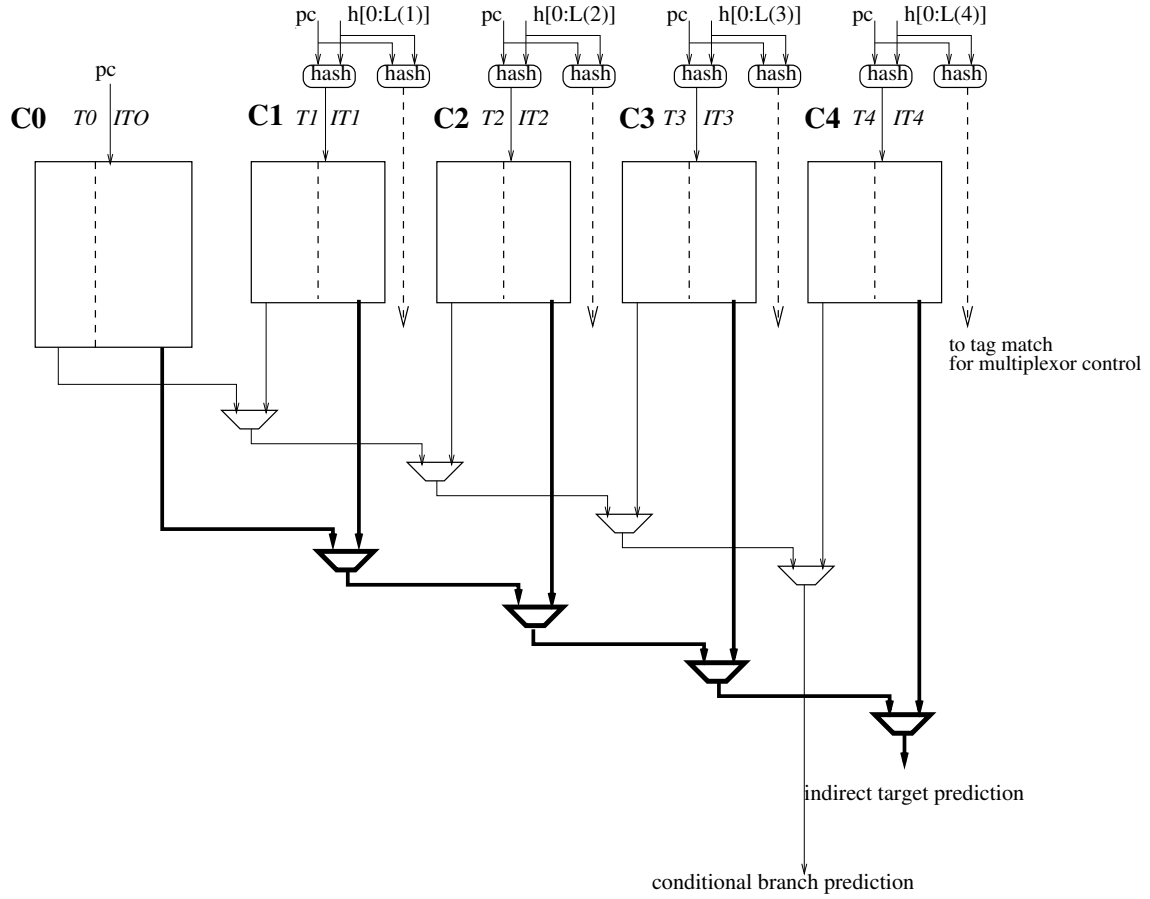 pc h[0:L(1)] pc h[0:L(2)] pc h[0:L(3)] pc h[0:L(4)]
hash hash hash hash hash hash hash hash
pc
C0 T0 ITO C1 T1 IT1 C2 T2 IT2 C3 T3 IT3 C4 T4 IT4
to tag match
for multiplexor control
indirect target prediction
conditional branch prediction